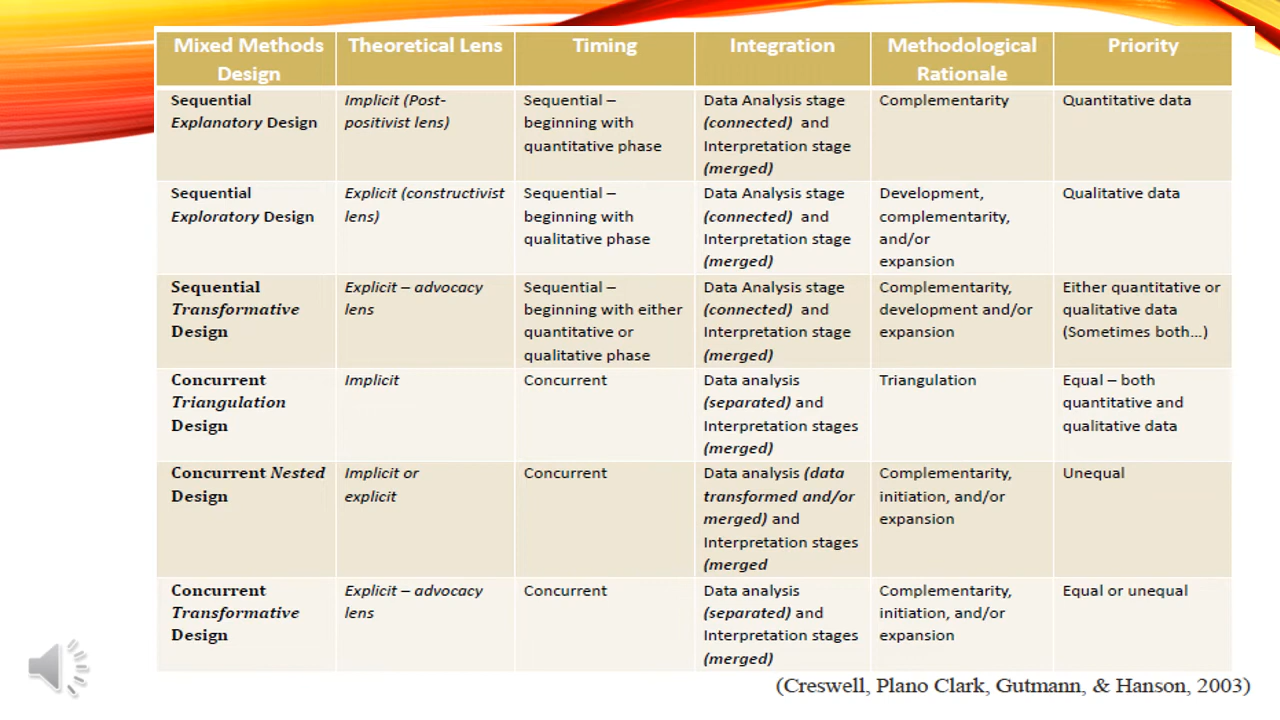 Mixed Methods Design
Theoretical Lens
Timing
Integration
Methodological Rationale
Priority
Sequential
Explanatory Design
Implicit (Post-
positivist lens)
Sequential –
beginning with
quantitative phase
Data Analysis stage
(connected) and
Interpretation stage
(merged)
Complementarity
Quantitative data
Sequential
Exploratory Design
Explicit (constructivist
lens)
Sequential –
beginning with
qualitative phase
Data Analysis stage
(connected) and
Interpretation stage
(merged)
Development,
complementarity,
and/or
expansion
Qualitative data
Sequential
Transformative
Design
Explicit – advocacy
lens
Sequential –
beginning with either
quantitative or
qualitative phase
Data Analysis stage
(connected) and
Interpretation stage
(merged)
Complementarity,
development and/or
expansion
Either quantitative or
qualitative data
(Sometimes both...)
Concurrent
Triangulation
Design
Implicit
Concurrent
Data analysis
(separated) and
Interpretation stages
(merged)
Triangulation
Equal – both
quantitative and
qualitative data
Concurrent Nested
Design
Implicit or
explicit
Concurrent
Data analysis (data
transformed and/or
merged) and
Interpretation stages
(merged
Complementarity,
initiation, and/or
expansion
Unequal
Concurrent
Transformative
Design
Explicit – advocacy
lens
Concurrent
Data analysis
(separated) and
Interpretation stages
(merged)
Complementarity,
initiation, and/or
expansion
Equal or unequal
(Creswell, Plano Clark, Gutmann, & Hanson, 2003)